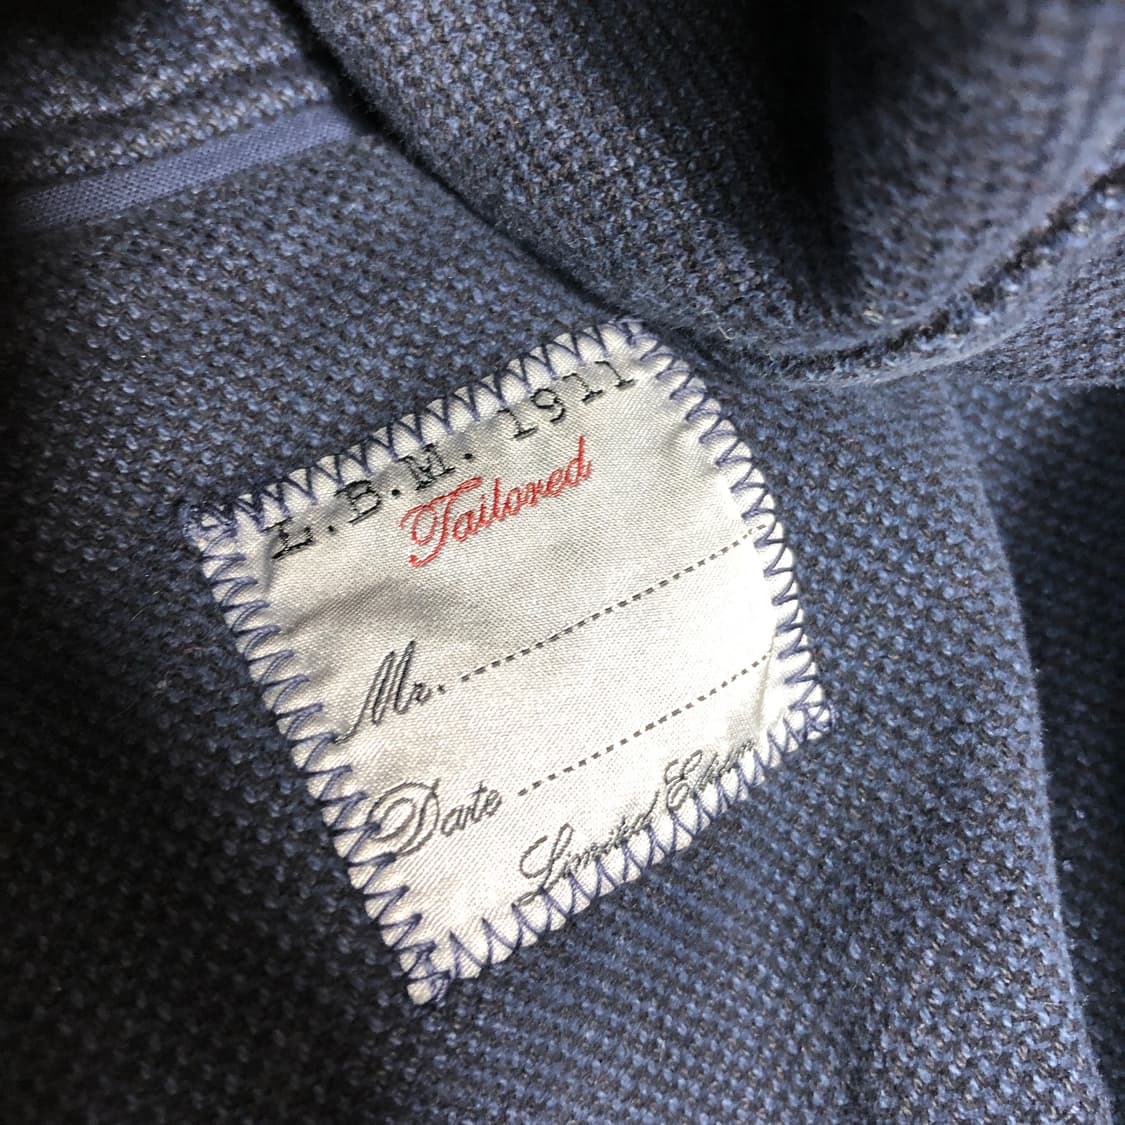 L.B.M. 1911
Tailored
Mr.
Date
Limited